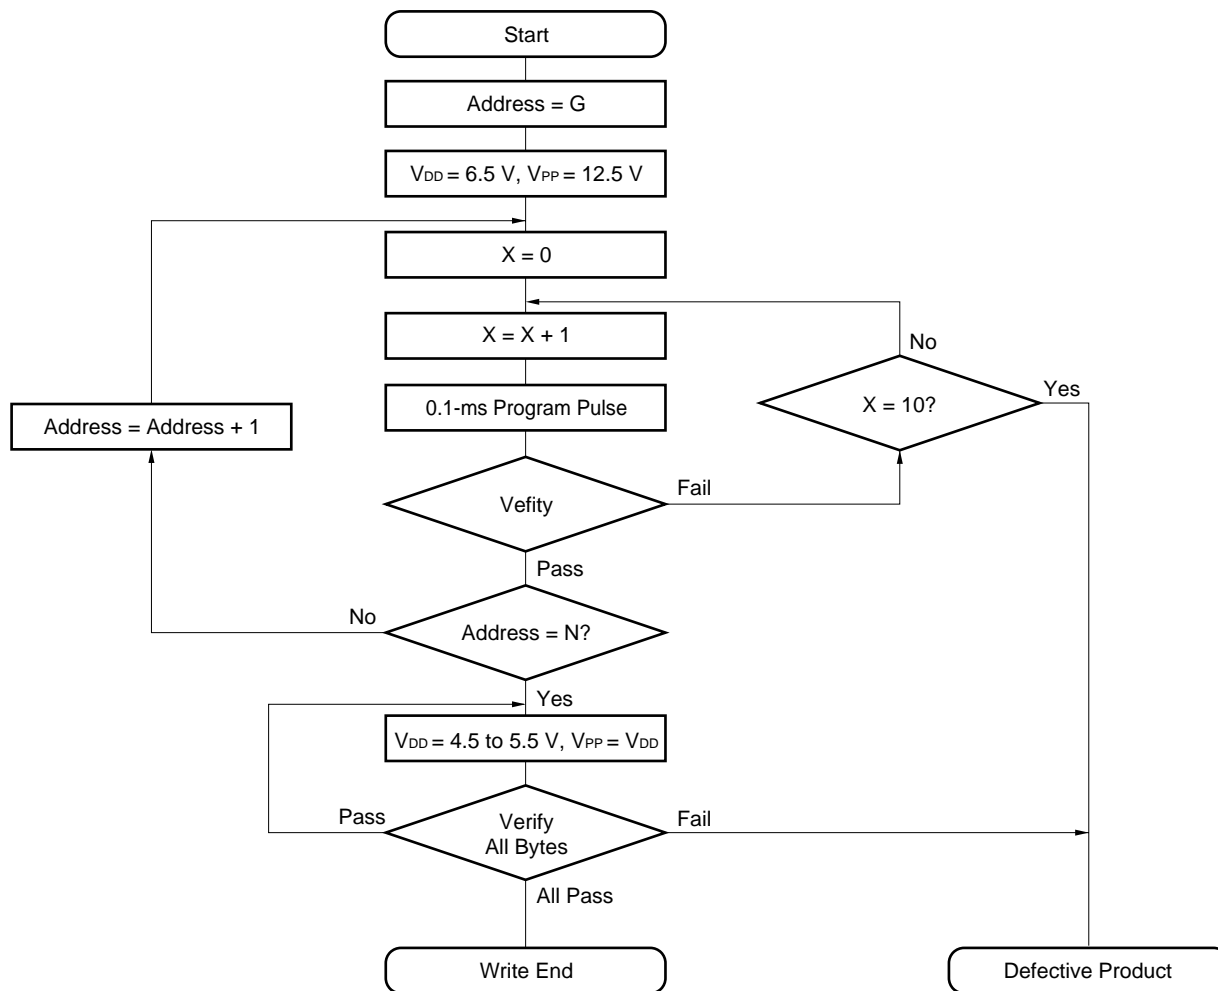 Start
Address = G
VDD = 6.5 V, VPP = 12.5 V
X = 0
X = X + 1
No
0.1-ms Program Pulse
X = 10?
Yes
Address = Address + 1
Vefity
Fail
Pass
No
Address = N?
Yes
VDD = 4.5 to 5.5 V, VPP = VDD
Pass
Verify
All Bytes
Fail
All Pass
Write End
Defective Product